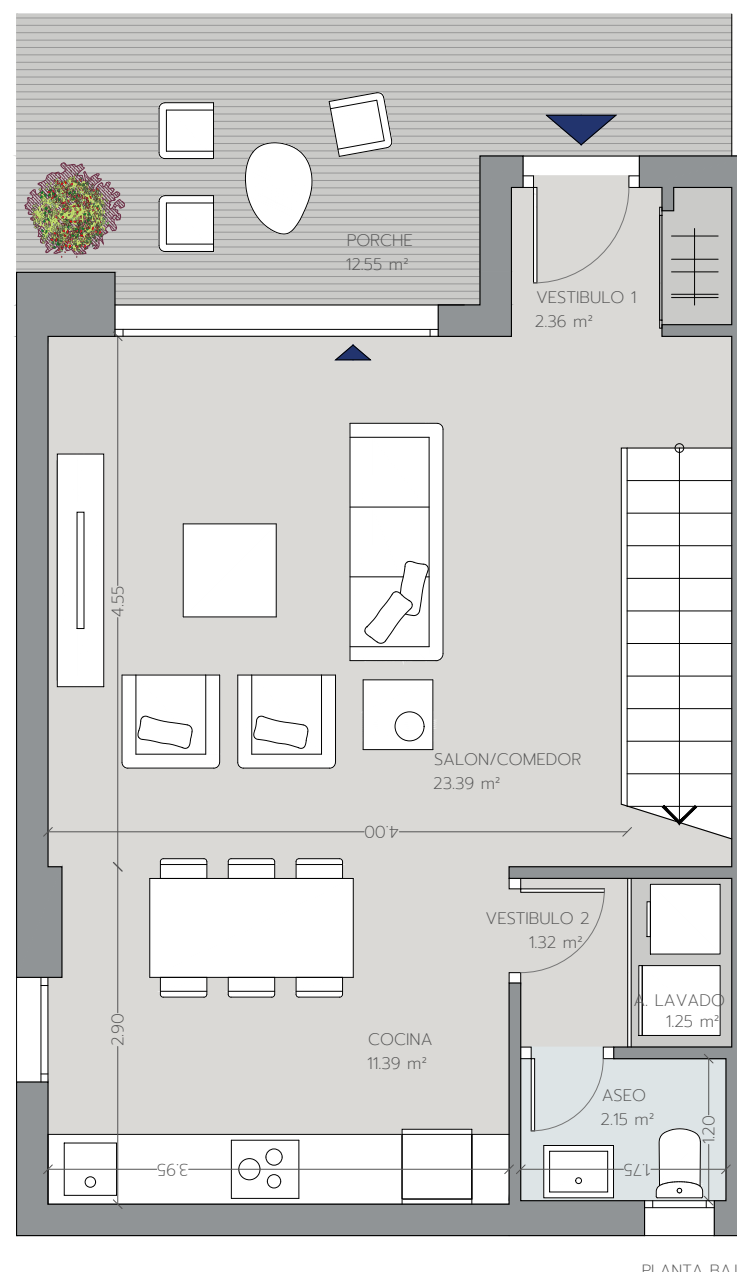 PORCHE
12.55 m²
VESTIBULO 1
2.36 m²
4.55
SALON/COMEDOR
23.39 m²
4.00
VESTIBULO 2
1.32 m²
A. LAVADO
1.25 m²
2.90
COCINA
11.39 m²
ASEO
2.15 m²
1.20
3.95
1.75
PLANTA BAJ